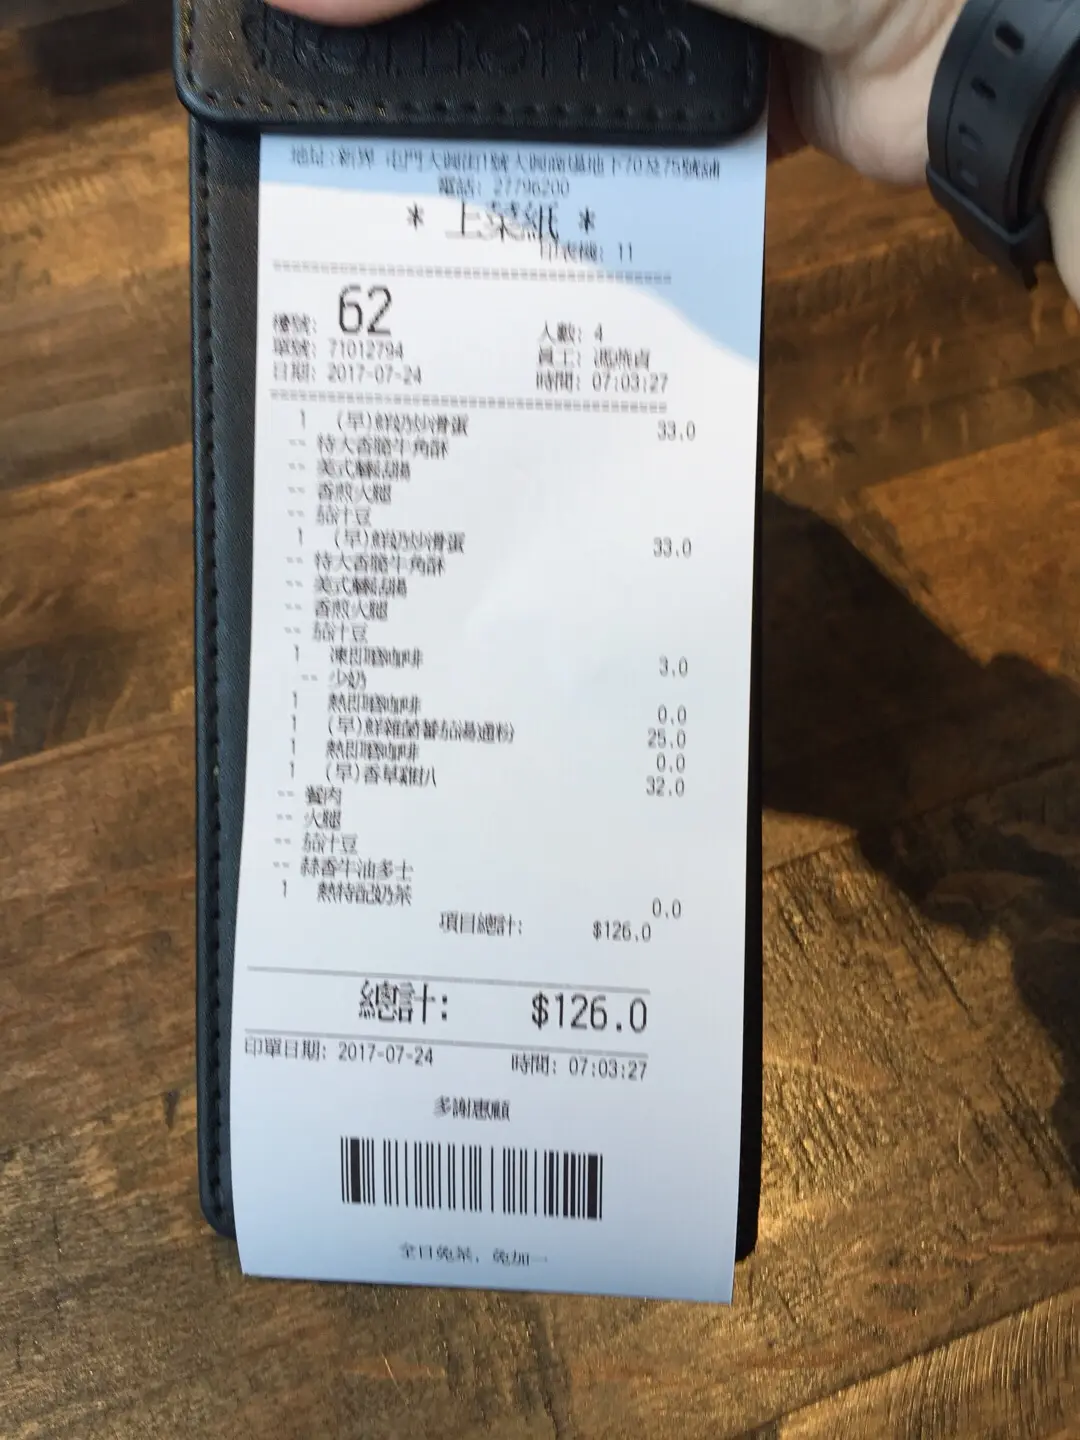 地址:新界 屯門大興街1號大興商場地下70及75號舖
電話: 27796200
* 上菜紙 *
印表機: 11
檯號: 62
人數: 4
單號: 71012794
員工: 馮燕貞
日期: 2017-07-24
時間: 07:03:27
1 (早)鮮奶炒滑蛋 33.0
-- 特大香脆牛角酥
-- 美式
-- 香煎火腿
-- 茄汁豆
1 (早)鮮奶炒滑蛋 33.0
-- 特大香脆牛角酥
-- 美式
-- 香煎火腿
-- 茄汁豆
1 凍即磨咖啡 3.0
-- 少奶
1 熱即磨咖啡 0.0
1 (早)鮮雜菌蕃茄湯通粉 25.0
1 熱即磨咖啡 0.0
1 (早)香草雞扒 32.0
-- 餐肉
-- 火腿
-- 茄汁豆
-- 蒜香牛油多士
1 熱特配奶茶 0.0
項目總計: $126.0
總計: $126.0
印單日期: 2017-07-24 時間: 07:03:27
多謝惠顧
全日免茶, 免加一